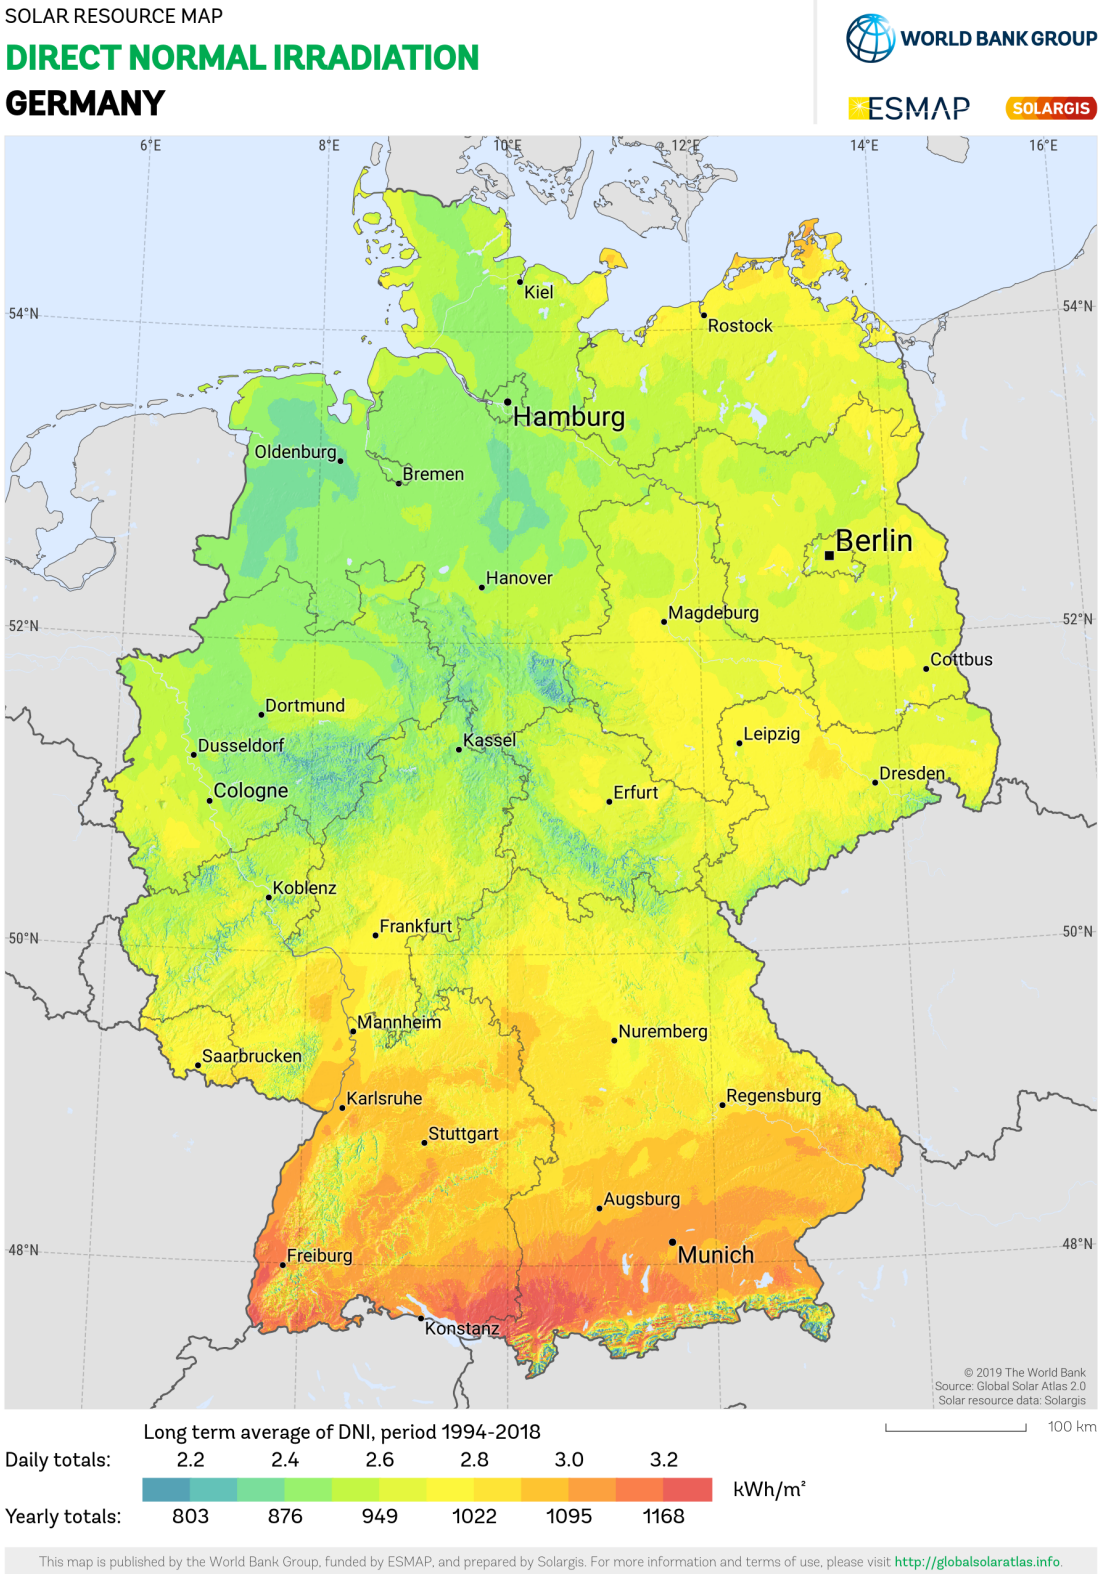 SOLAR RESOURCE MAP
DIRECT NORMAL IRRADIATION
GERMANY
WORLD BANK GROUP
ESMAP
SOLARGIS
6°E 8°E 10°E 12°E 14°E 16°E
Kiel
54°N
54°N
Rostock
Hamburg
Oldenburg
Bremen
Berlin
Hanover
Magdeburg
52°N
52°N
Cottbus
Dortmund
Dusseldorf
Kassel
Leipzig
Dresden
Cologne
Erfurt
Koblenz
Frankfurt
50°N
50°N
Mannheim
Nuremberg
Saarbrucken
Karlsruhe
Regensburg
Stuttgart
Augsburg
48°N
48°N
Freiburg
Munich
Konstanz
© 2019 The World Bank
Source: Global Solar Atlas 2.0
Solar resource data: Solargis
100 km
Long term average of DNI, period 1994-2018
Daily totals: 2.2 2.4 2.6 2.8 3.0 3.2
kWh/m²
Yearly totals: 803 876 949 1022 1095 1168
This map is published by the World Bank Group, funded by ESMAP, and prepared by Solargis. For more information and terms of use, please visit http://globalsolaratlas.info.